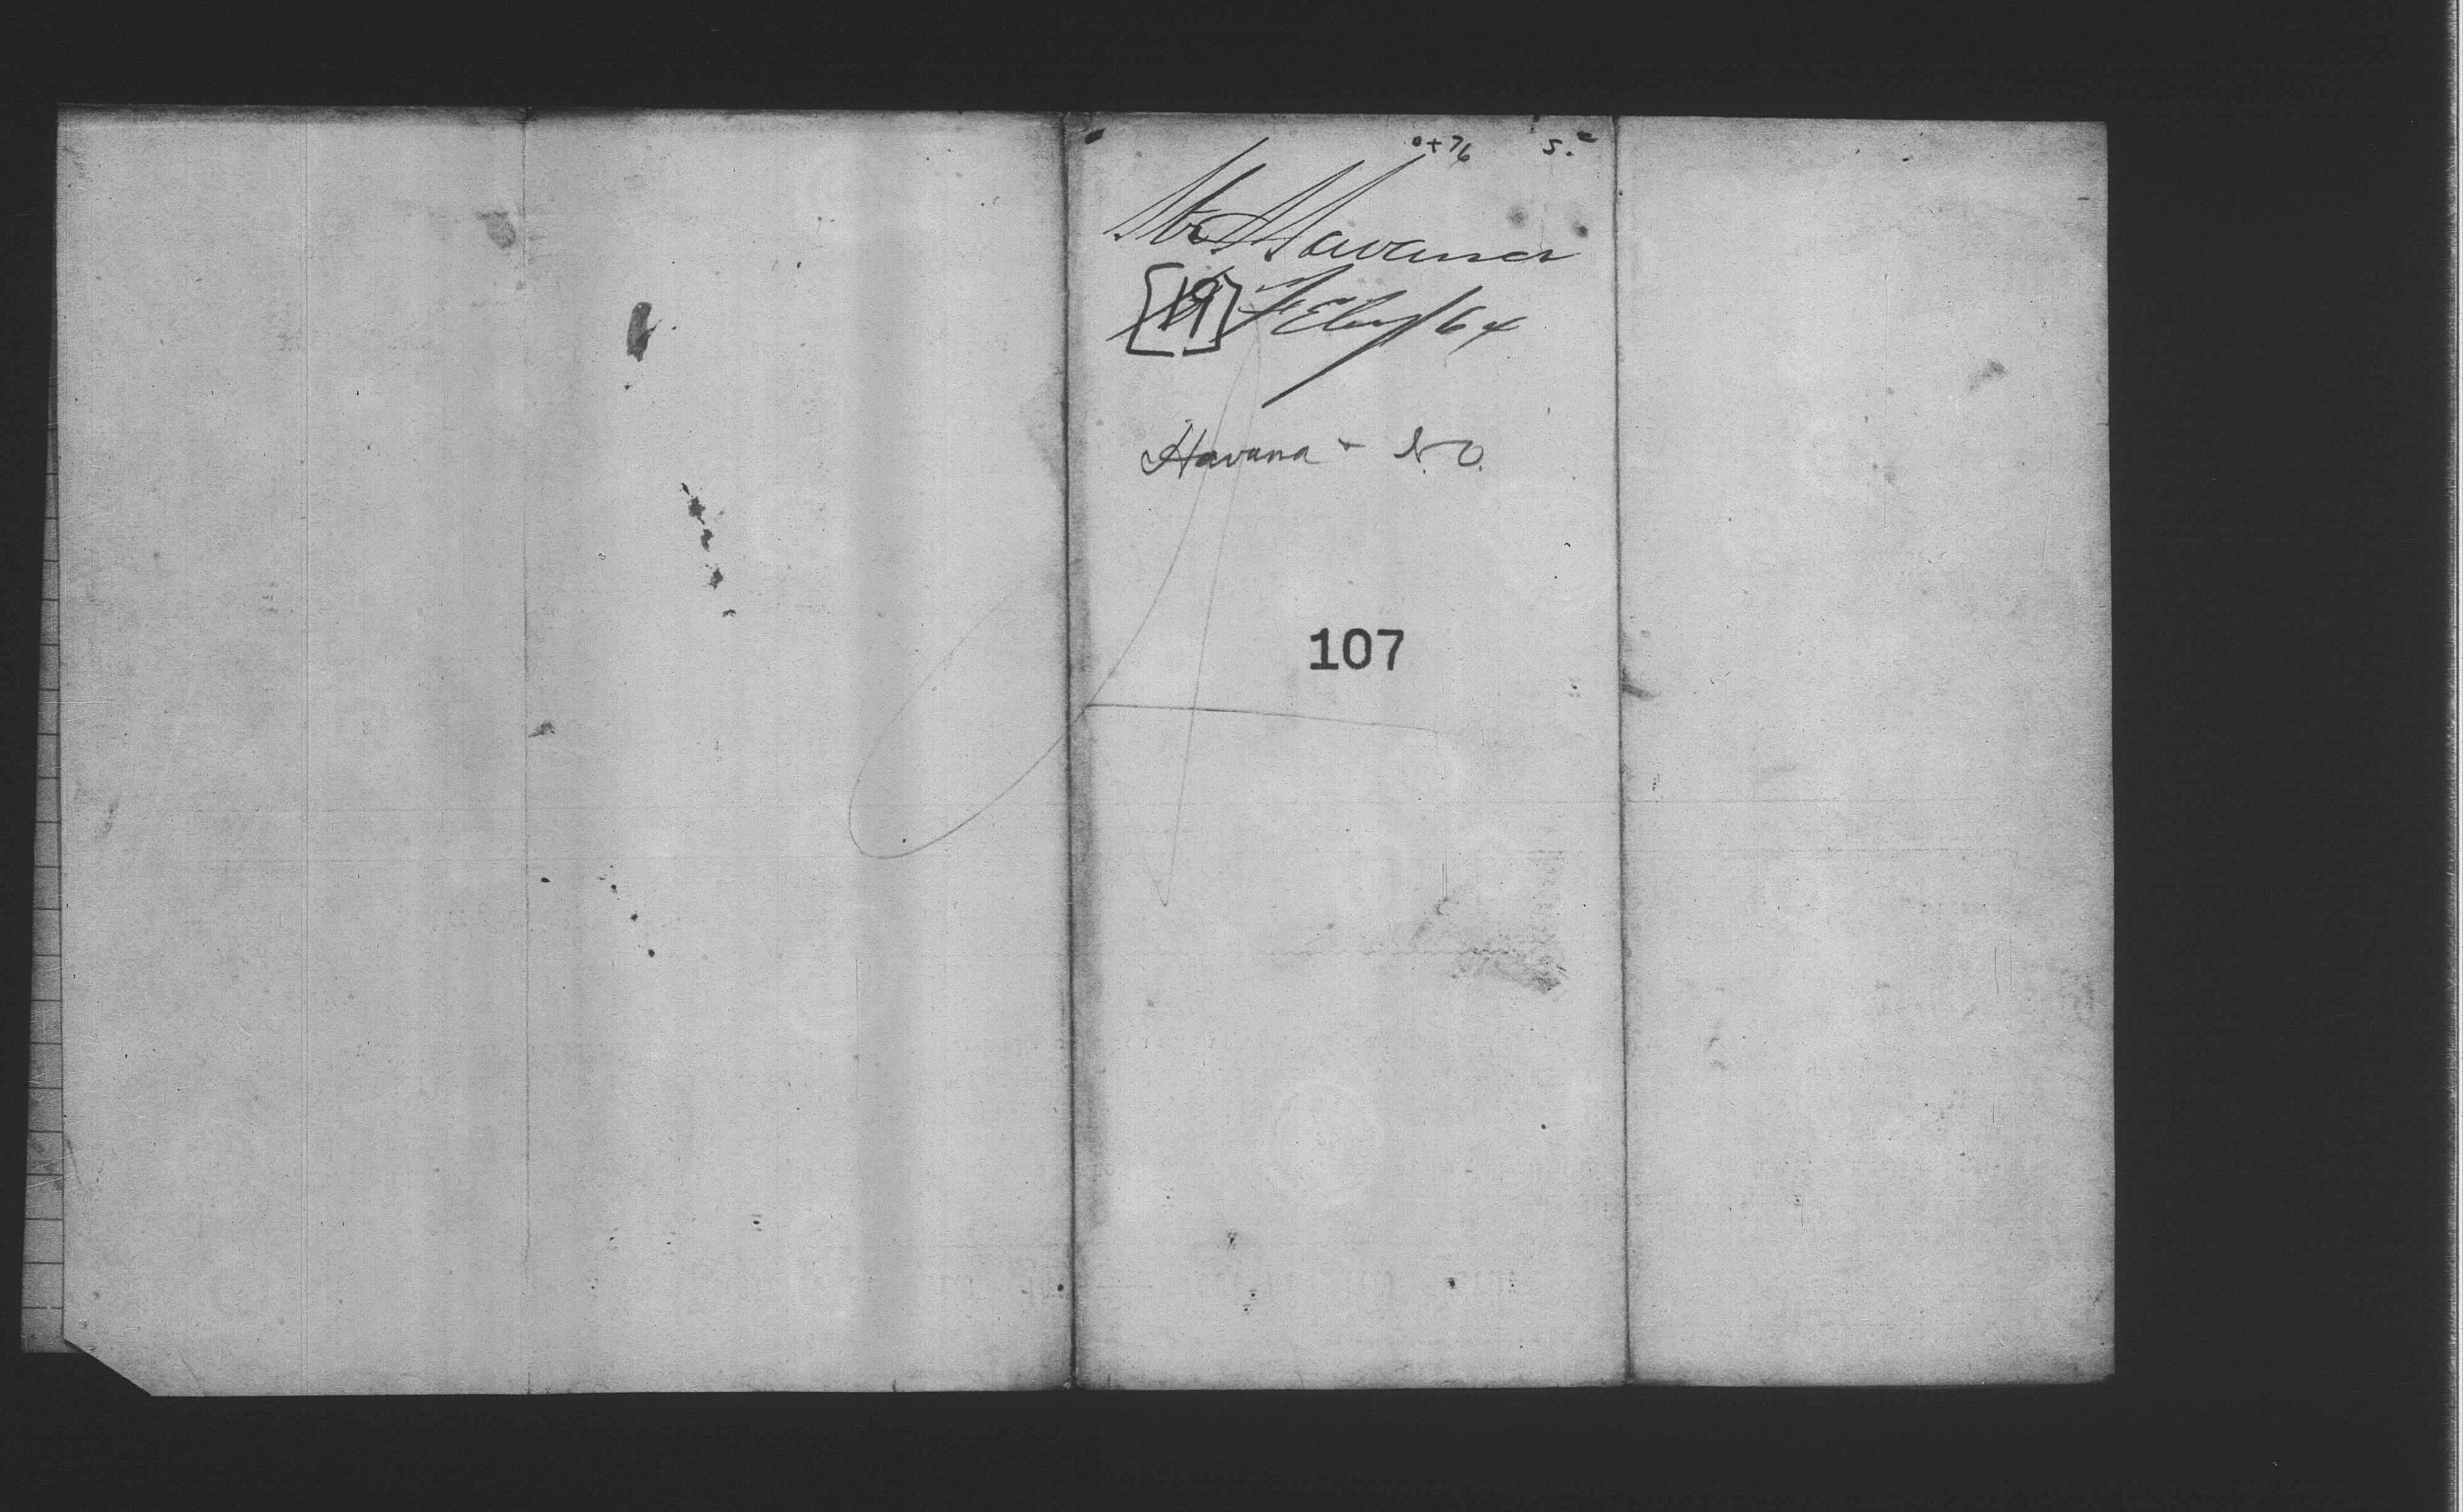 0+76 5.
Str Havana
[19] Feby/64
Havana + N.O.
107